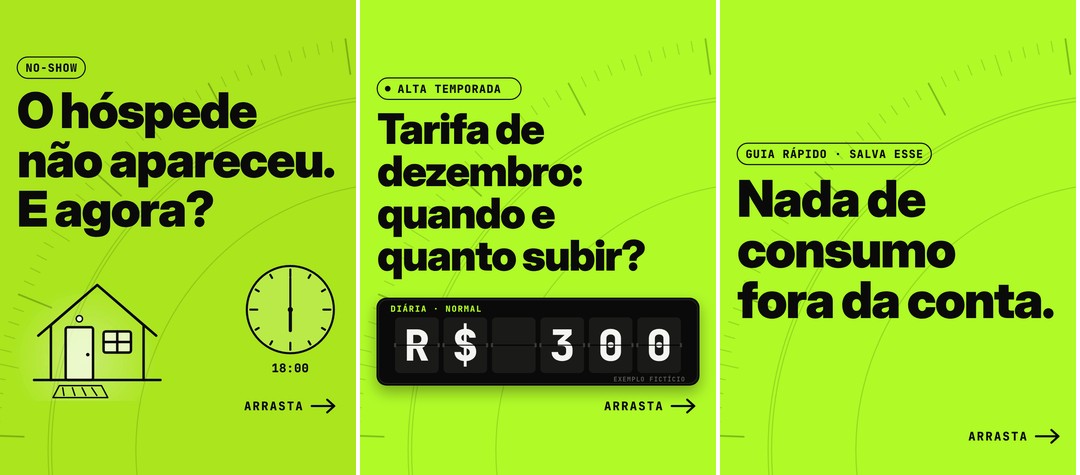 NO-SHOW
O hóspede
não apareceu.
E agora?
18:00
ARRASTA
ALTA TEMPORADA
Tarifa de
dezembro:
quando e
quanto subir?
DIÁRIA · NORMAL
R$ 300
EXEMPLO FICTÍCIO
ARRASTA
GUIA RÁPIDO · SALVA ESSE
Nada de
consumo
fora da conta.
ARRASTA